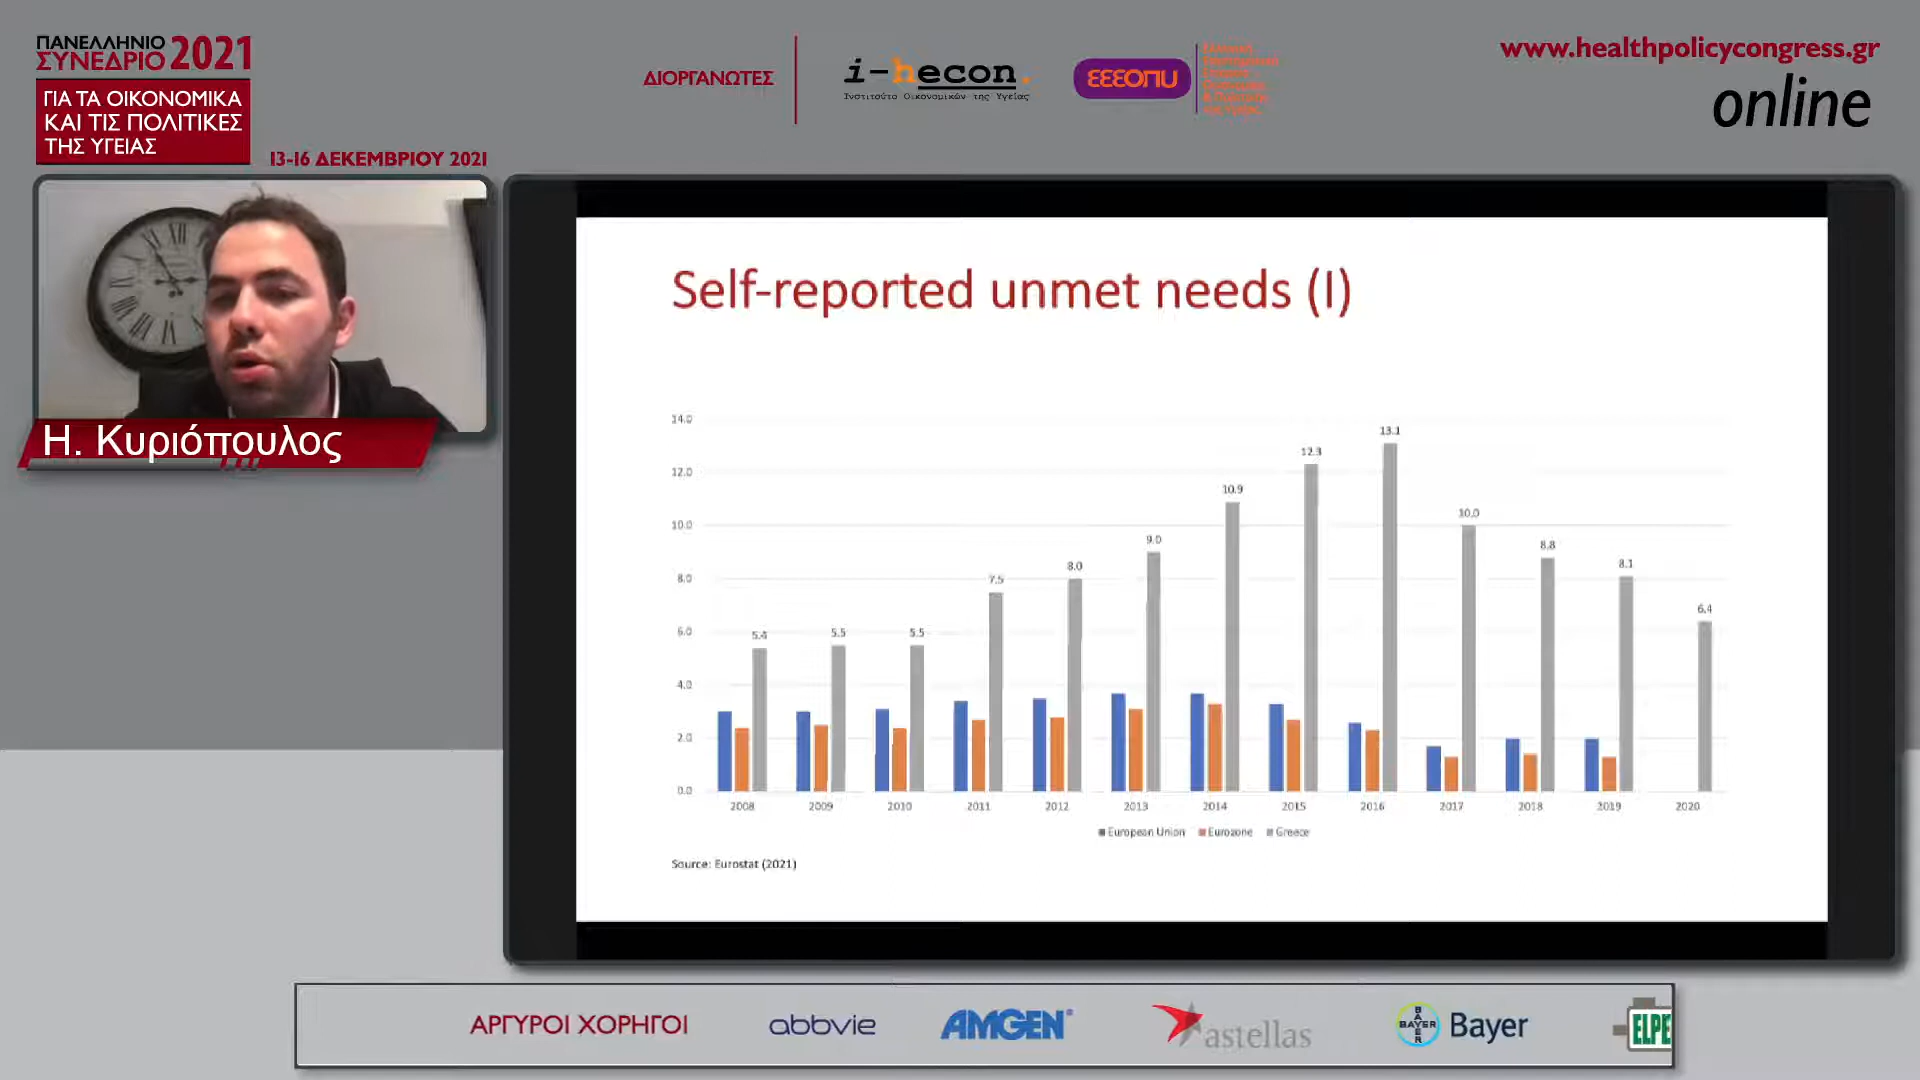 ΠΑΝΕΛΛΗΝΙΟ
ΣΥΝΕΔΡΙΟ 2021
ΓΙΑ ΤΑ ΟΙΚΟΝΟΜΙΚΑ
ΚΑΙ ΤΙΣ ΠΟΛΙΤΙΚΕΣ
ΤΗΣ ΥΓΕΙΑΣ
13-16 ΔΕΚΕΜΒΡΙΟΥ 2021
ΔΙΟΡΓΑΝΩΤΕΣ
i-hecon.
Ινστιτούτο Οικονομικών της Υγείας
ΕΕΕΟΠΥ
www.healthpolicycongress.gr
online
Η. Κυριόπουλος
Self-reported unmet needs (I)
14.0
12.0
10.0
8.0
6.0
4.0
2.0
0.0
5.4
5.5
5.5
7.5
8.0
9.0
10.9
12.3
13.1
10.0
8.8
8.1
6.4
2008 2009 2010 2011 2012 2013 2014 2015 2016 2017 2018 2019 2020
European Union Eurozone Greece
Source: Eurostat (2021)
ΑΡΓΥΡΟΙ ΧΟΡΗΓΟΙ
abbvie
AMGEN®
astellas
BAYER
BAYER
Bayer
ELPE